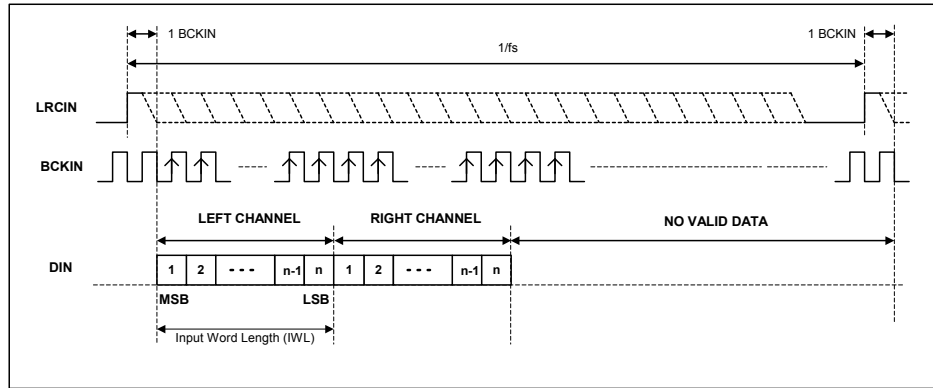 1 BCKIN
1 BCKIN
1/fs
LRCIN
BCKIN
LEFT CHANNEL
RIGHT CHANNEL
NO VALID DATA
DIN
1 2 - - - n-1 n 1 2 - - - n-1 n
MSB
LSB
Input Word Length (IWL)